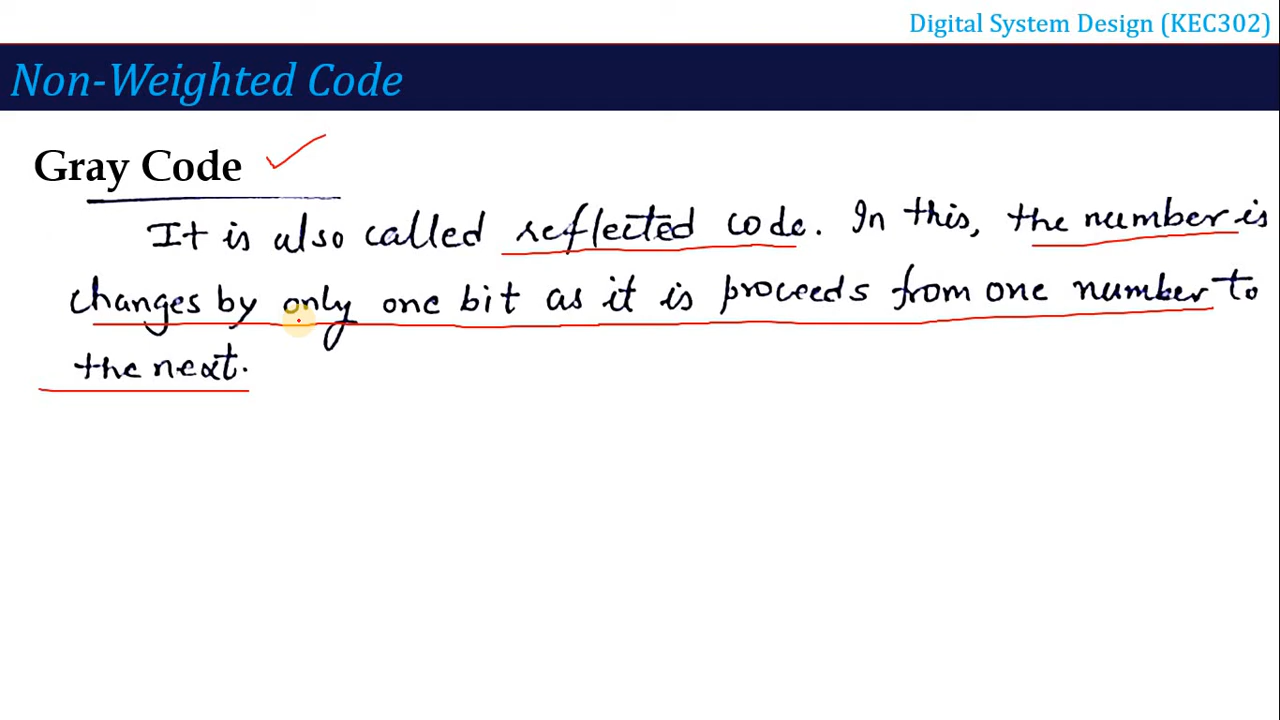 Digital System Design (KEC302)
Non-Weighted Code
Gray Code
It is also called reflected code. In this, the number is
changes by only one bit as it is proceeds from one number to
the next.